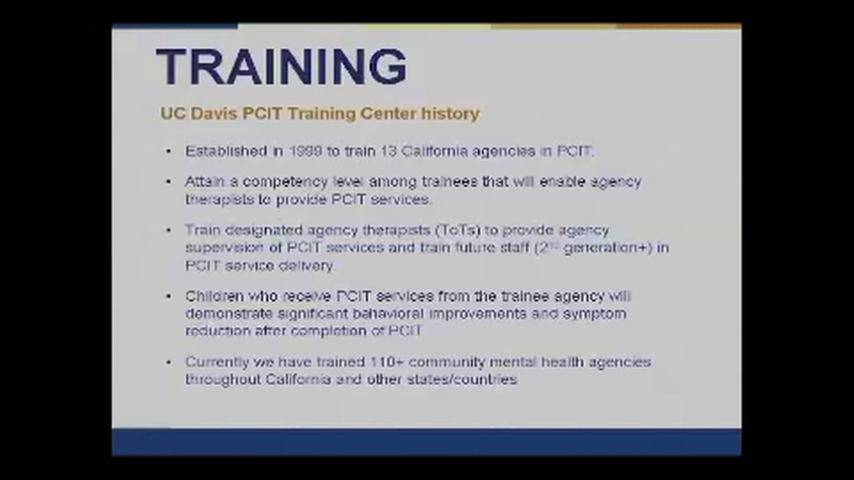 TRAINING
UC Davis PCIT Training Center history
• Established in 1999 to train 13 California agencies in PCIT.
• Attain a competency level among trainees that will enable agency
therapists to provide PCIT services.
• Train designated agency therapists (ToTs) to provide agency
supervision of PCIT services and train future staff (2nd generation+) in
PCIT service delivery.
• Children who receive PCIT services from the trainee agency will
demonstrate significant behavioral improvements and symptom
reduction after completion of PCIT
• Currently we have trained 110+ community mental health agencies
throughout California and other states/countries